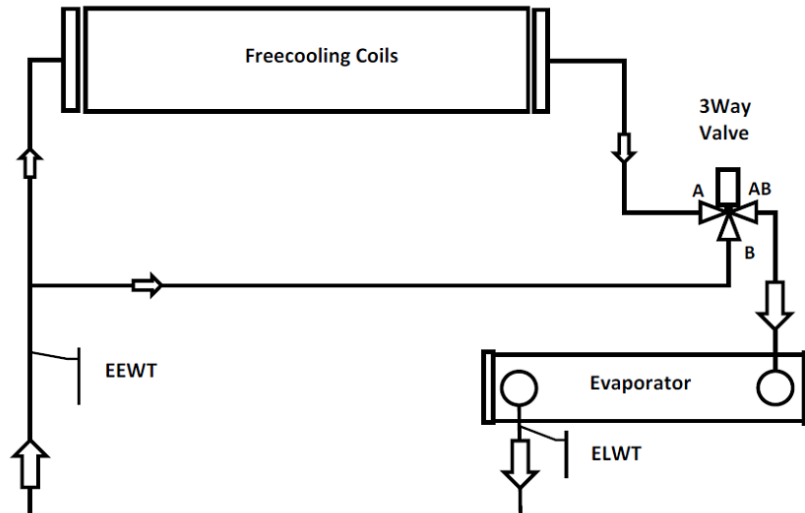 Freecooling Coils
3Way
Valve
A
AB
B
EEWT
Evaporator
ELWT